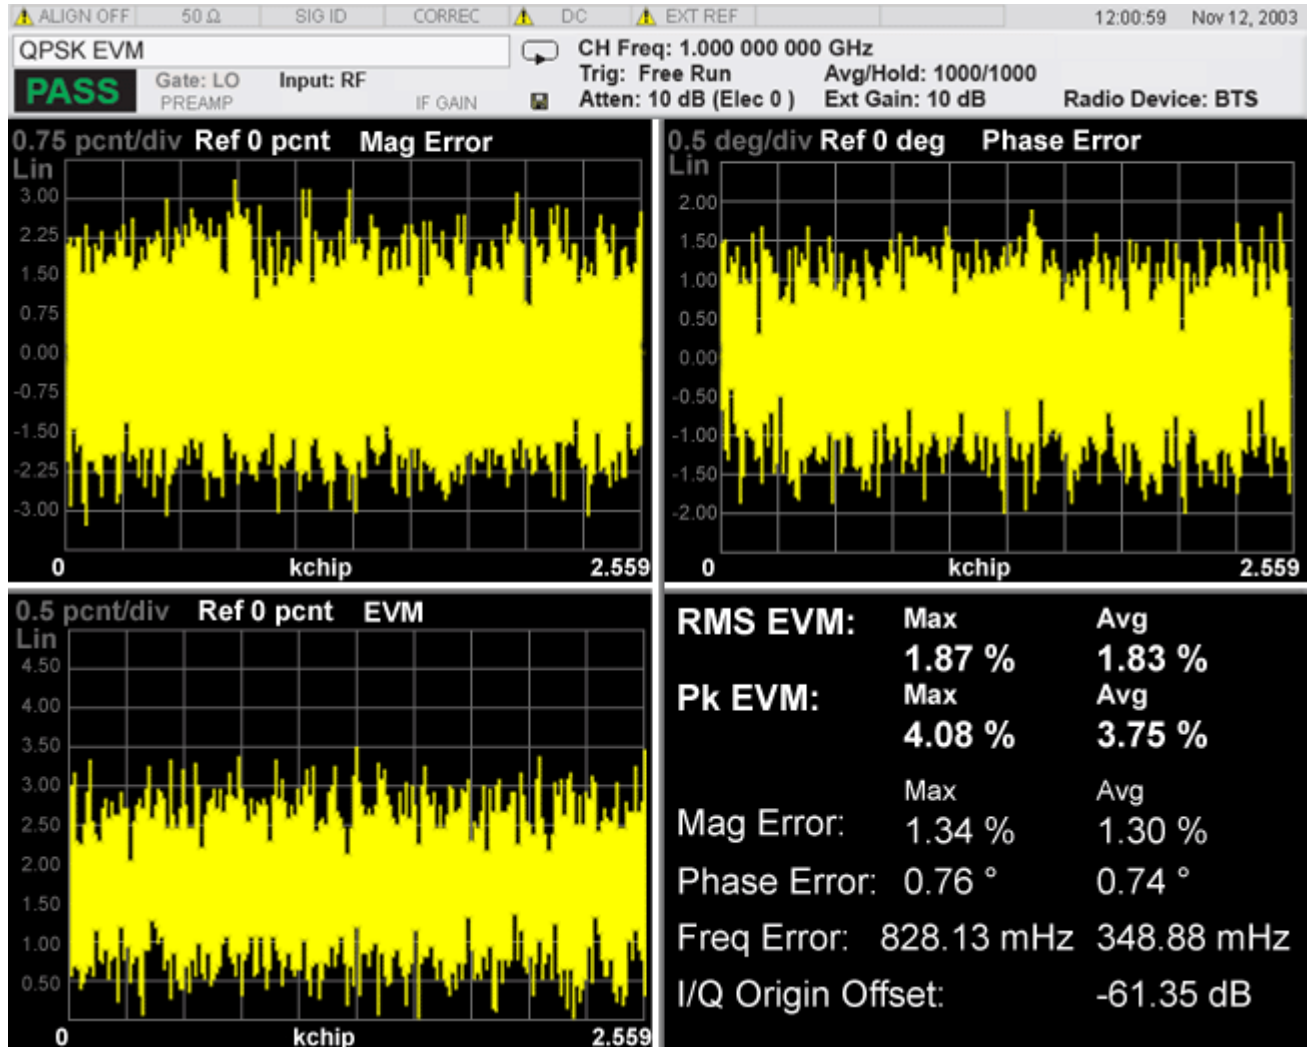 ALIGN OFF 50 Ω SIG ID CORREC DC EXT REF 12:00:59 Nov 12, 2003
QPSK EVM
CH Freq: 1.000 000 000 GHz
PASS Gate: LO Input: RF Trig: Free Run Avg/Hold: 1000/1000
PREAMP IF GAIN Atten: 10 dB (Elec 0 ) Ext Gain: 10 dB Radio Device: BTS
0.75 pcnt/div Ref 0 pcnt Mag Error
Lin
3.00
2.25
1.50
0.75
0.00
-0.75
-1.50
-2.25
-3.00
0 kchip 2.559
0.5 deg/div Ref 0 deg Phase Error
Lin
2.00
1.50
1.00
0.50
0.00
-0.50
-1.00
-1.50
-2.00
0 kchip 2.559
0.5 pcnt/div Ref 0 pcnt EVM
Lin
4.50
4.00
3.50
3.00
2.50
2.00
1.50
1.00
0.50
0 kchip 2.559
RMS EVM: Max Avg
1.87 % 1.83 %
Pk EVM: Max Avg
4.08 % 3.75 %
Max Avg
Mag Error: 1.34 % 1.30 %
Phase Error: 0.76 ° 0.74 °
Freq Error: 828.13 mHz 348.88 mHz
I/Q Origin Offset: -61.35 dB